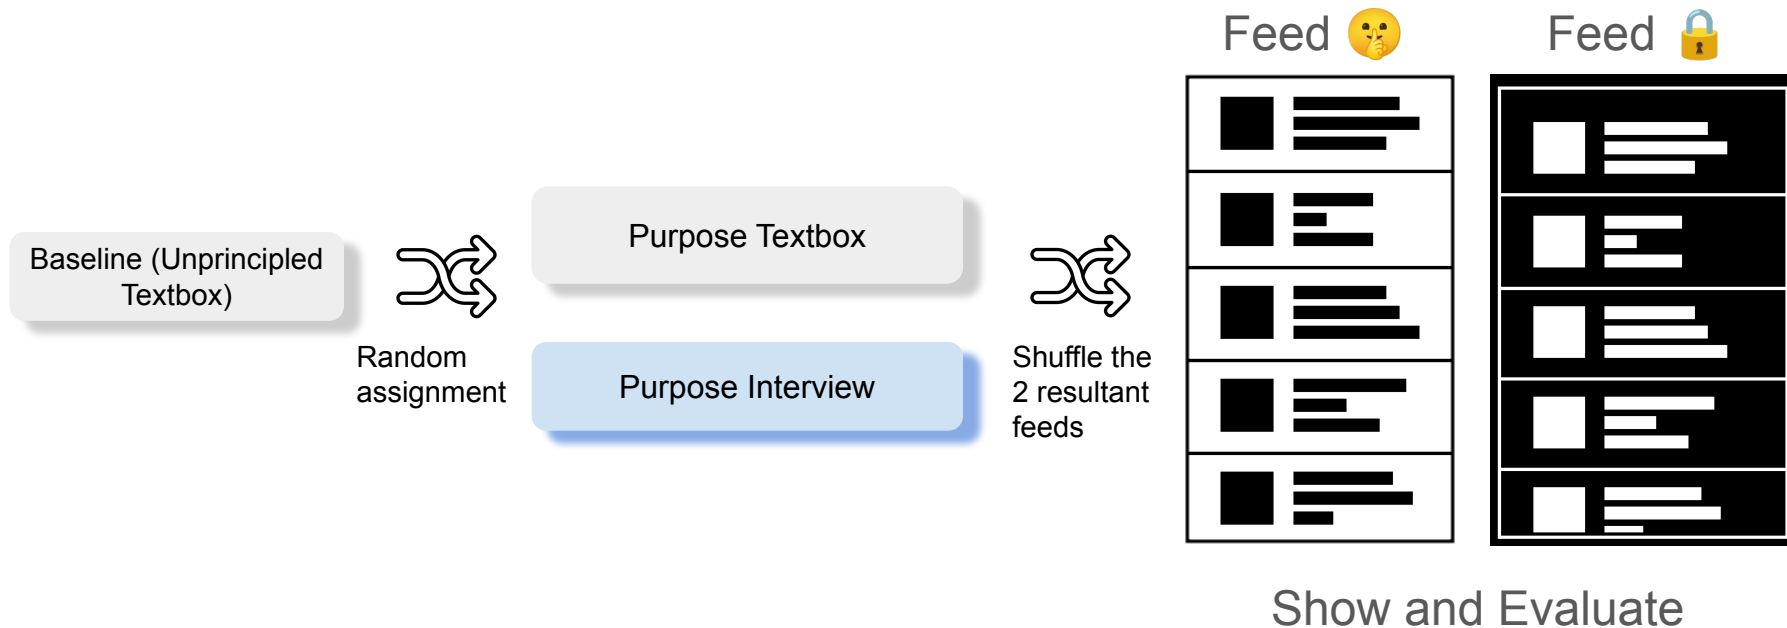 Feed 🤫
Feed 🔒
Baseline (Unprincipled
Textbox)
Random
assignment
Purpose Textbox
Purpose Interview
Shuffle the
2 resultant
feeds
Show and Evaluate